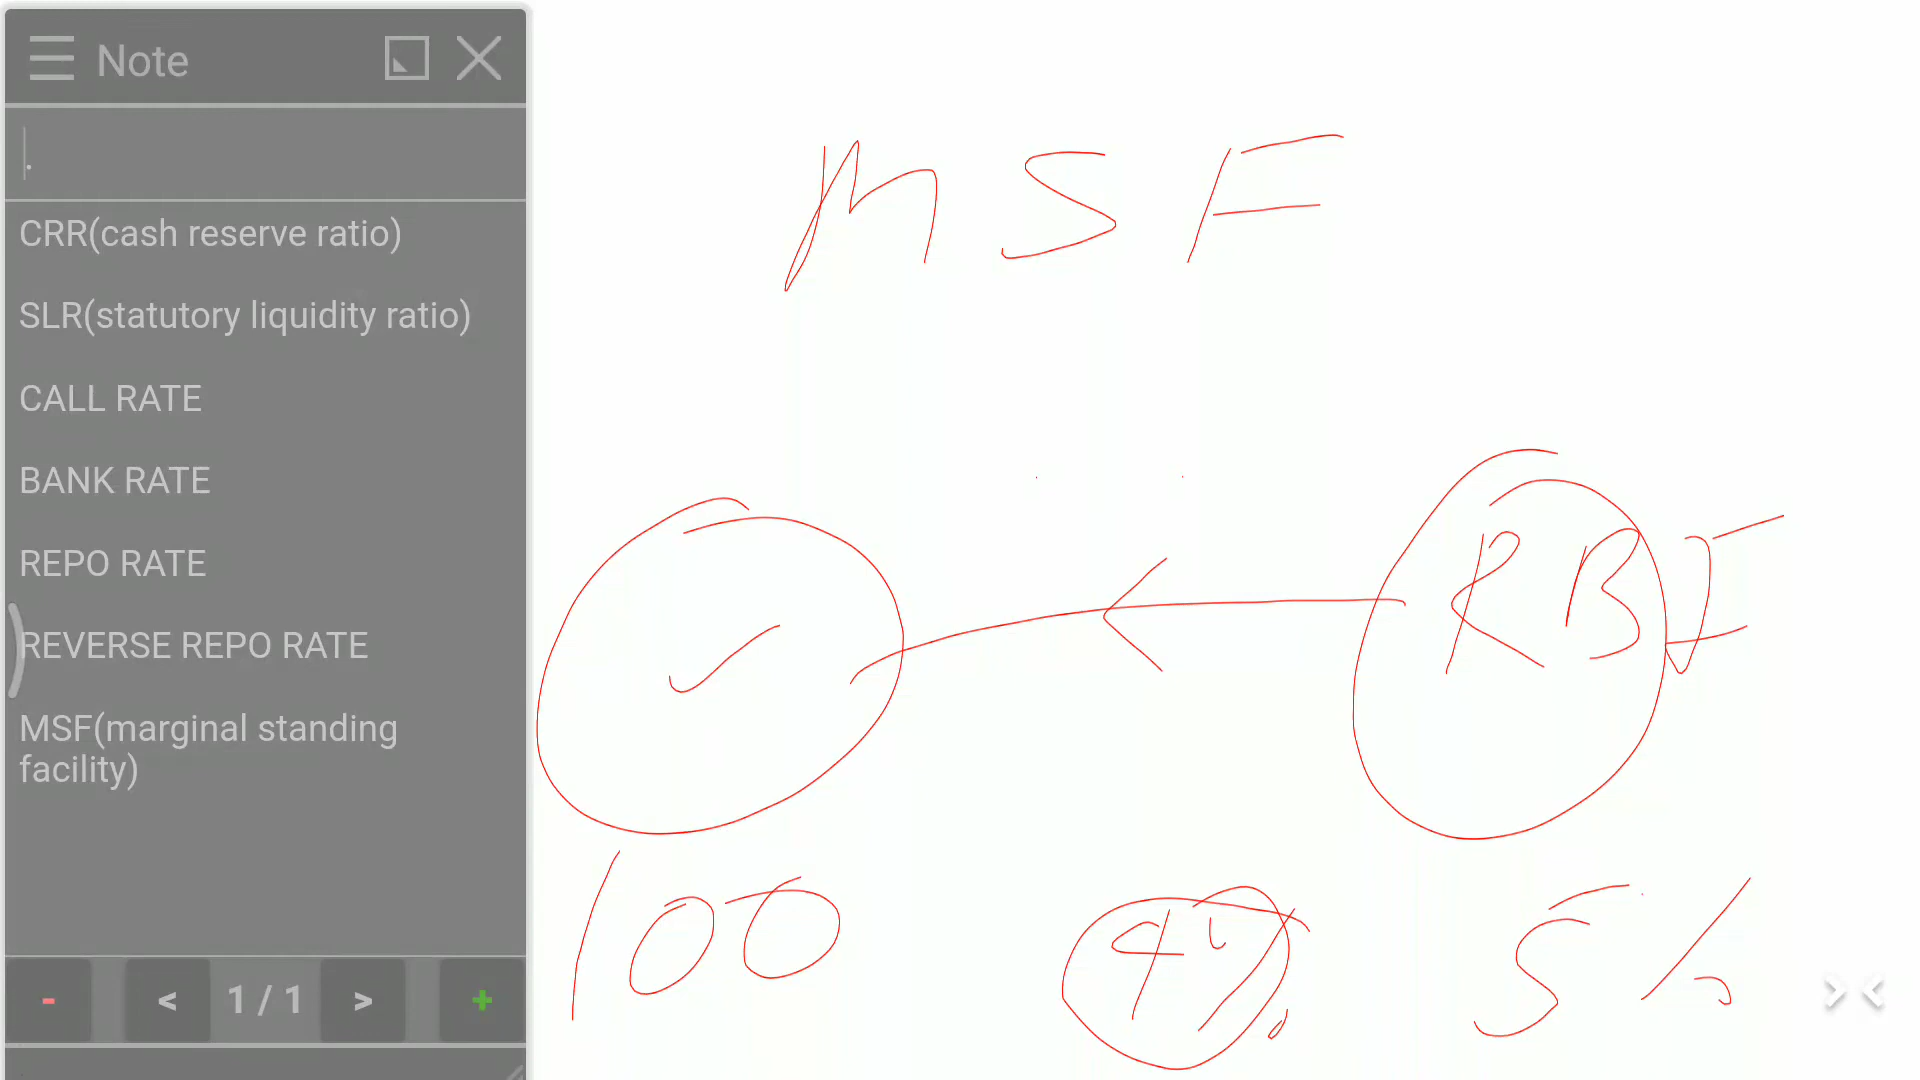 Note
.
CRR(cash reserve ratio)
SLR(statutory liquidity ratio)
CALL RATE
BANK RATE
REPO RATE
REVERSE REPO RATE
MSF(marginal standing
facility)
- < 1 / 1 > +
MSF
RBI
100 4% 5%